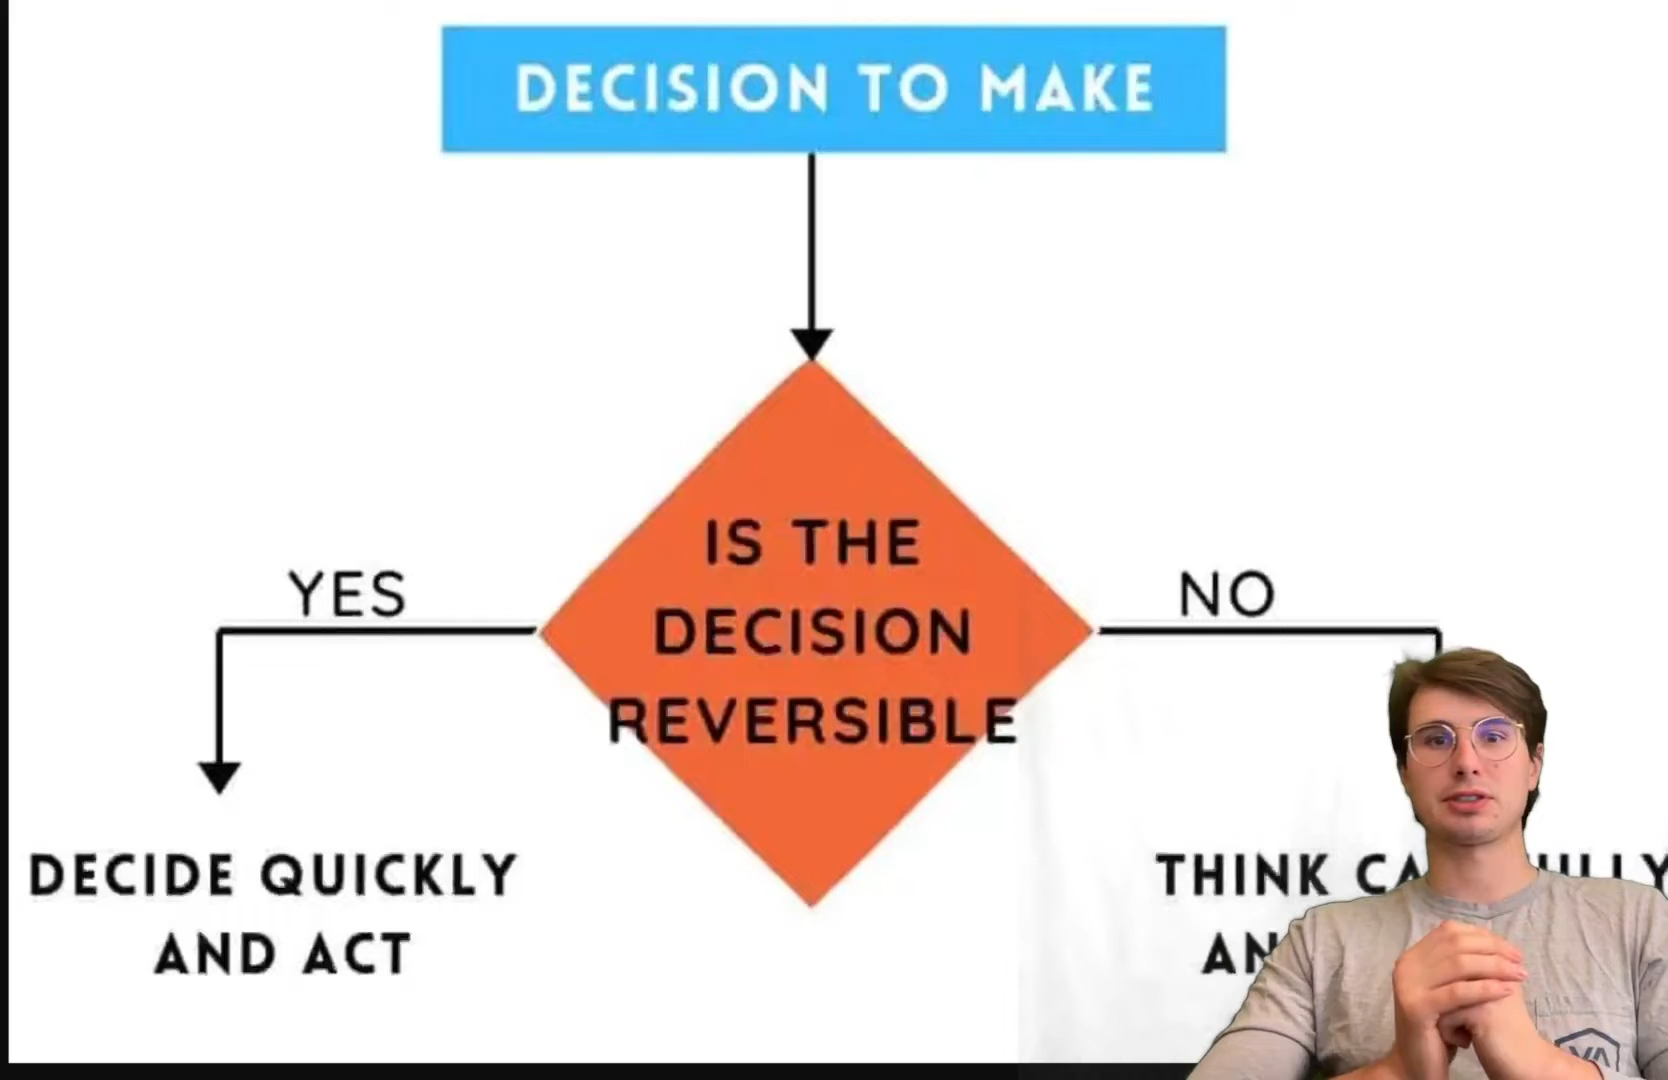 DECISION TO MAKE
IS THE
DECISION
REVERSIBLE
YES
NO
DECIDE QUICKLY
AND ACT
THINK